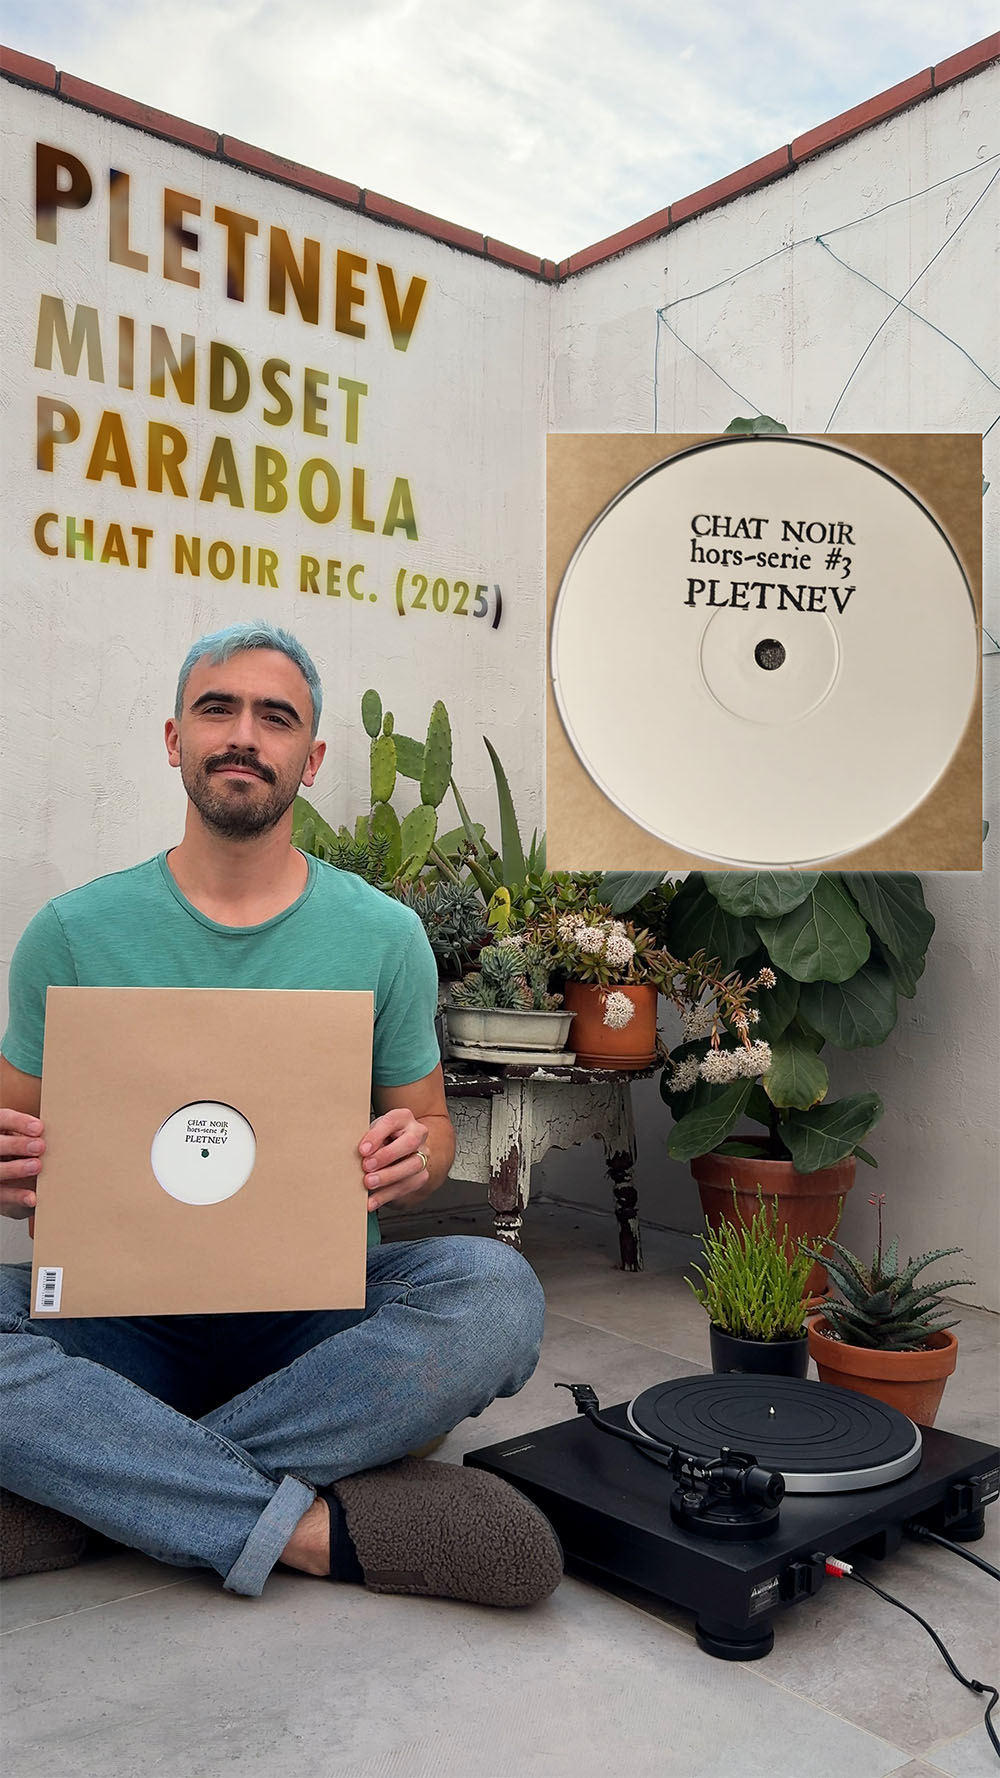 PLETNEV
MINDSET
PARABOLA
CHAT NOIR REC. (2025)
CHAT NOIR
hors-serie #3
PLETNEV
CHAT NOIR
hors-serie #3
PLETNEV